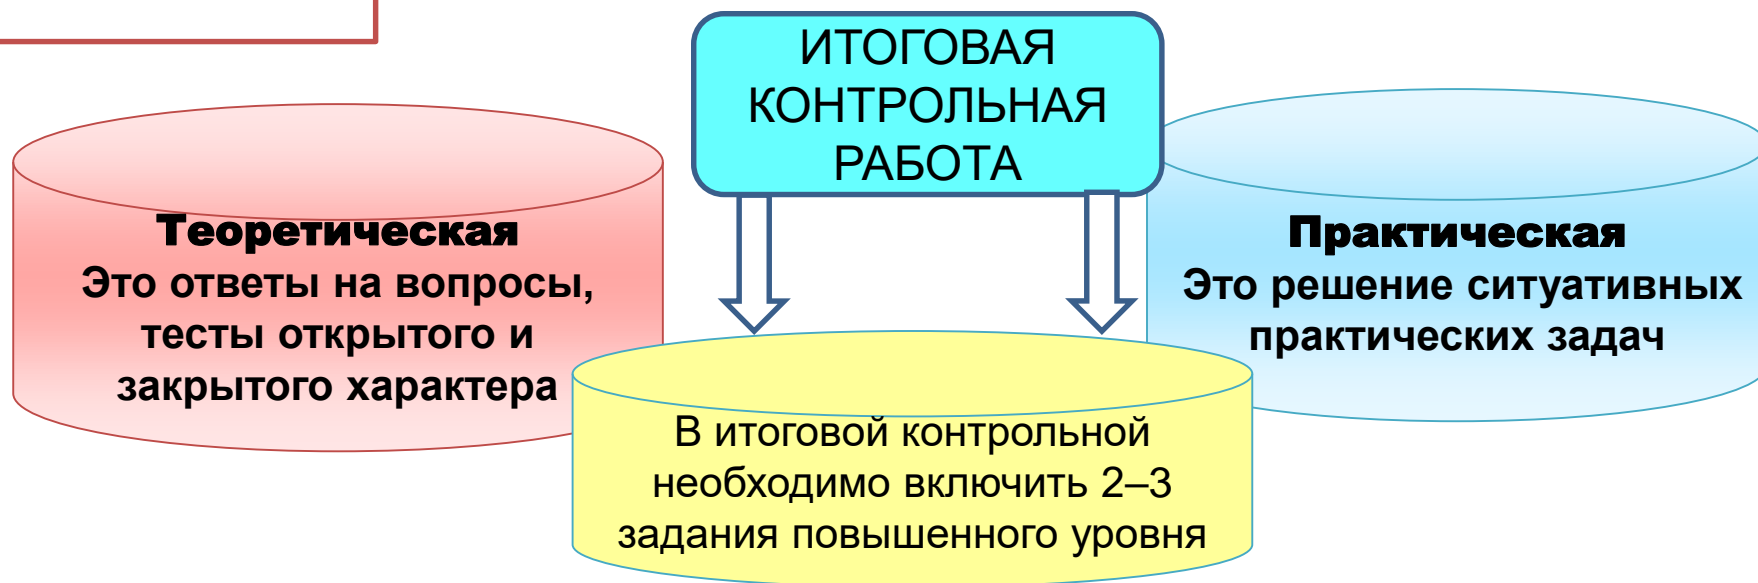 ИТОГОВАЯ
КОНТРОЛЬНАЯ
РАБОТА
Теоретическая
Это ответы на вопросы,
тесты открытого и
закрытого характера
Практическая
Это решение ситуативных
практических задач
В итоговой контрольной
необходимо включить 2–3
задания повышенного уровня